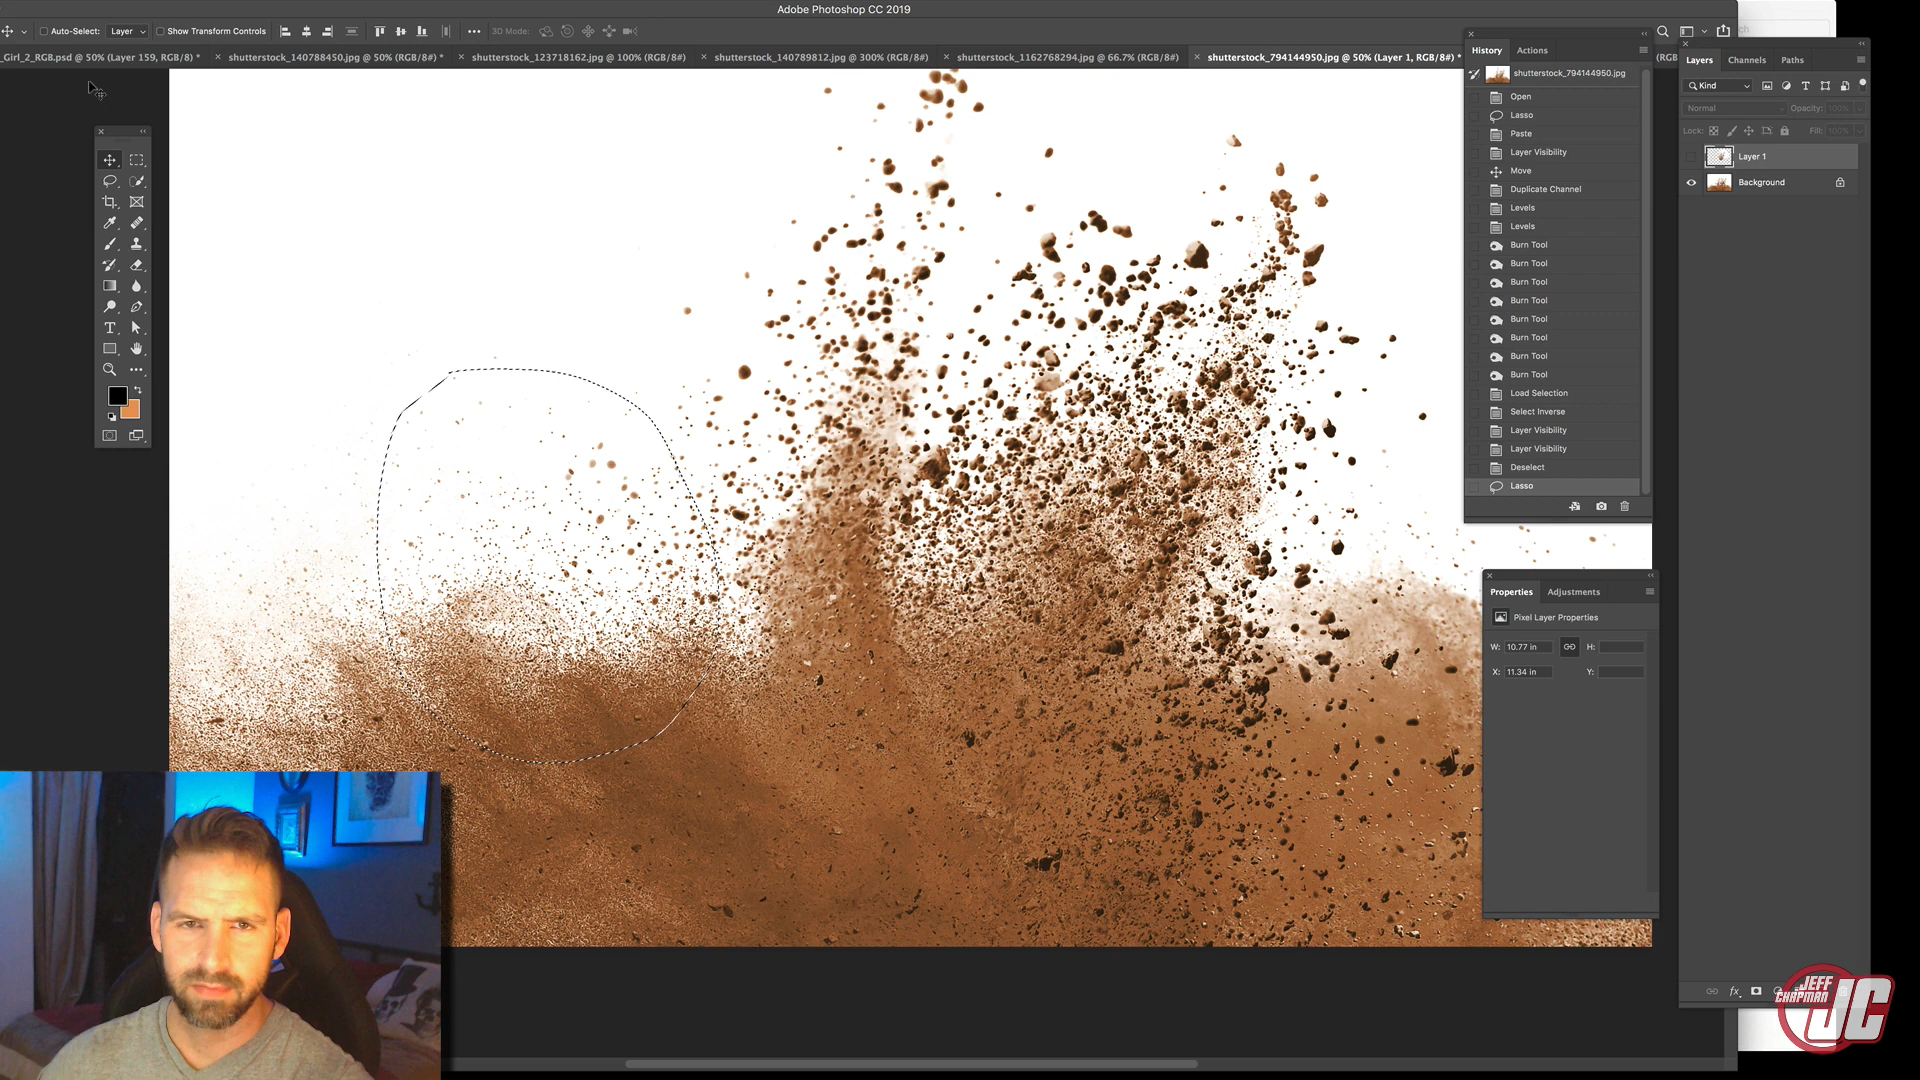 Adobe Photoshop CC 2019
Auto-Select: Layer Show Transform Controls 3D Mode:
_Girl_2_RGB.psd @ 50% (Layer 159, RGB/8) * shutterstock_140788450.jpg @ 50% (RGB/8#) * shutterstock_123718162.jpg @ 100% (RGB/8#) shutterstock_140789812.jpg @ 300% (RGB/8#) shutterstock_1162768294.jpg @ 66.7% (RGB/8#) shutterstock_794144950.jpg @ 50% (Layer 1, RGB/8#) * (RGB
History Actions
shutterstock_794144950.jpg
Open
Lasso
Paste
Layer Visibility
Move
Duplicate Channel
Levels
Levels
Burn Tool
Burn Tool
Burn Tool
Burn Tool
Burn Tool
Burn Tool
Burn Tool
Burn Tool
Load Selection
Select Inverse
Layer Visibility
Layer Visibility
Deselect
Lasso
Properties Adjustments
Pixel Layer Properties
W: 10.77 in H:
X: 11.34 in Y:
Layers Channels Paths
Kind
Normal Opacity: 100%
Lock: Fill: 100%
Layer 1
Background
fx
JEFF
CHAPMAN
JC